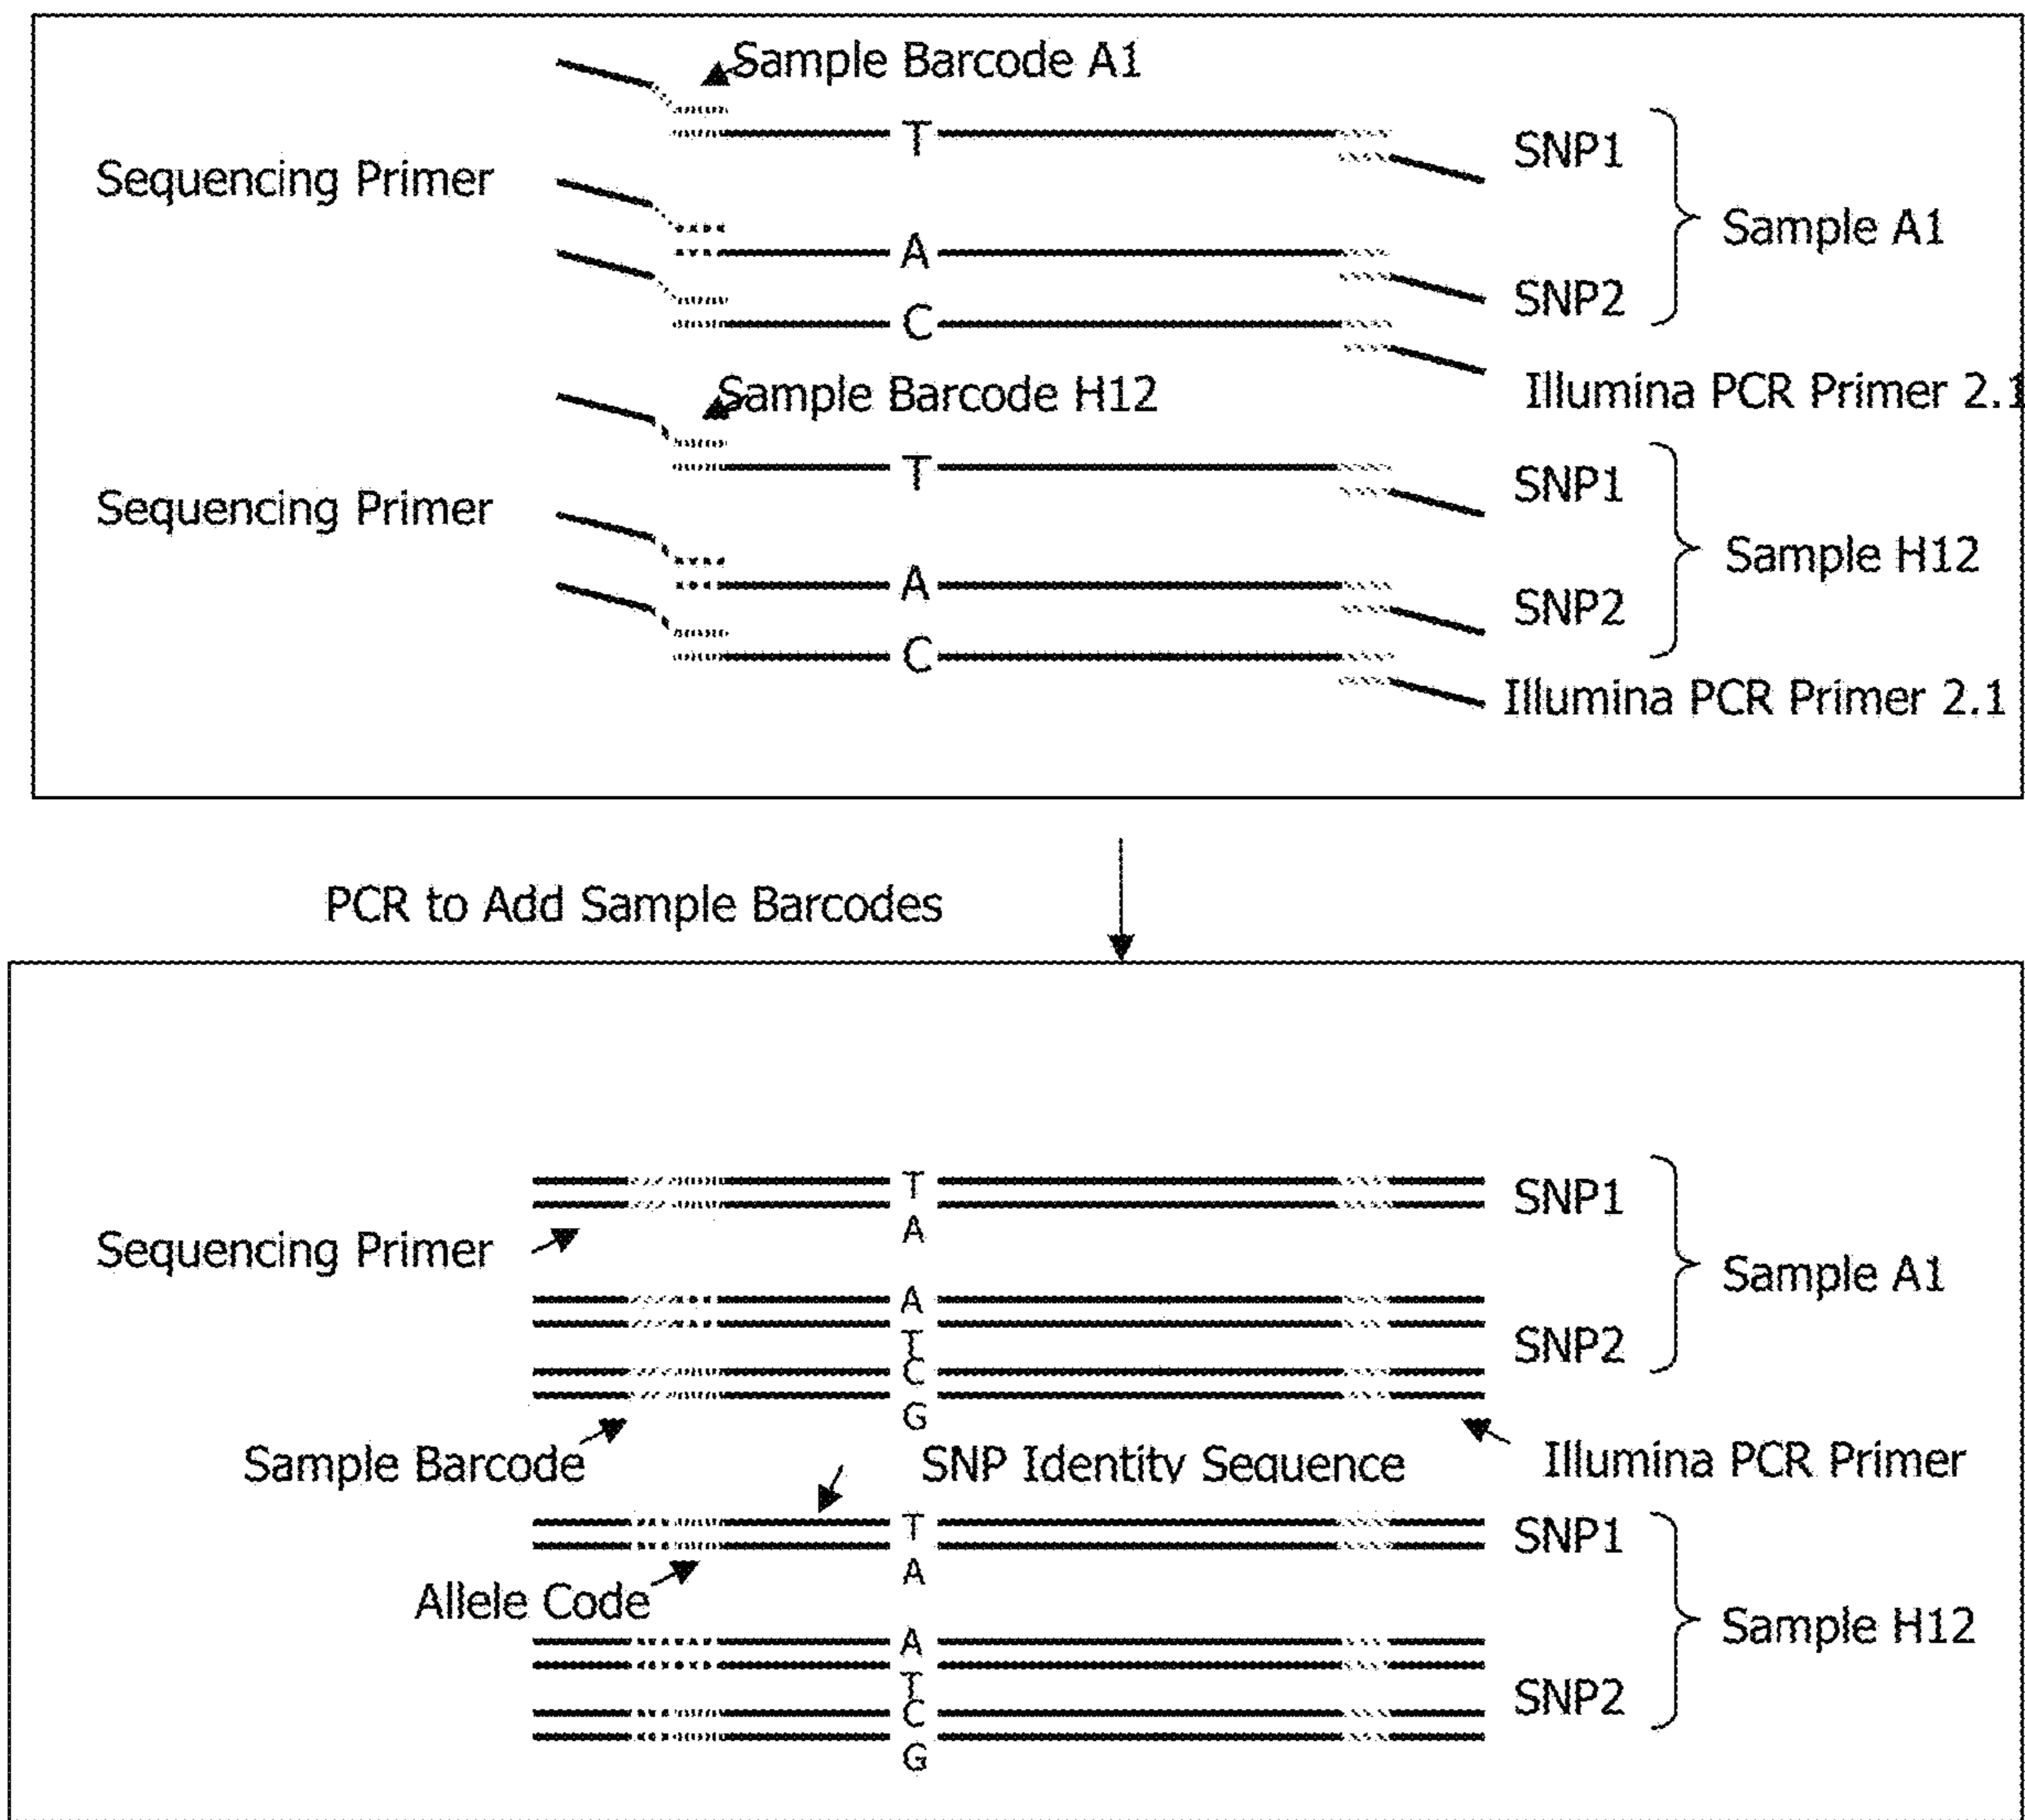 Sample Barcode A1
T
SNP1
Sequencing Primer
Sample A1
A
SNP2
C
Sample Barcode H12
Illumina PCR Primer 2.1
T
SNP1
Sequencing Primer
Sample H12
A
SNP2
C
Illumina PCR Primer 2.1
PCR to Add Sample Barcodes
T
SNP1
A
Sequencing Primer
Sample A1
A
T
SNP2
C
G
Sample Barcode
SNP Identity Sequence
Illumina PCR Primer
T
SNP1
A
Allele Code
Sample H12
A
T
SNP2
C
G